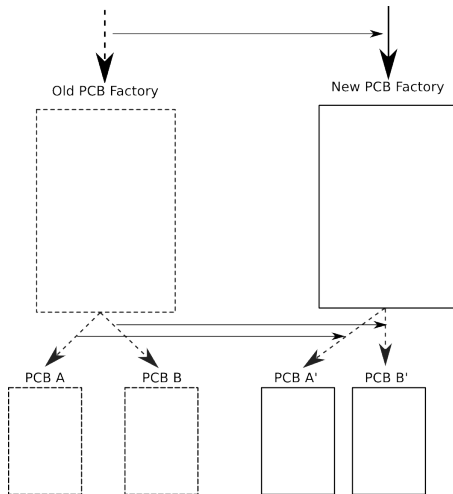 Old PCB Factory
New PCB Factory
PCB A
PCB B
PCB A'
PCB B'